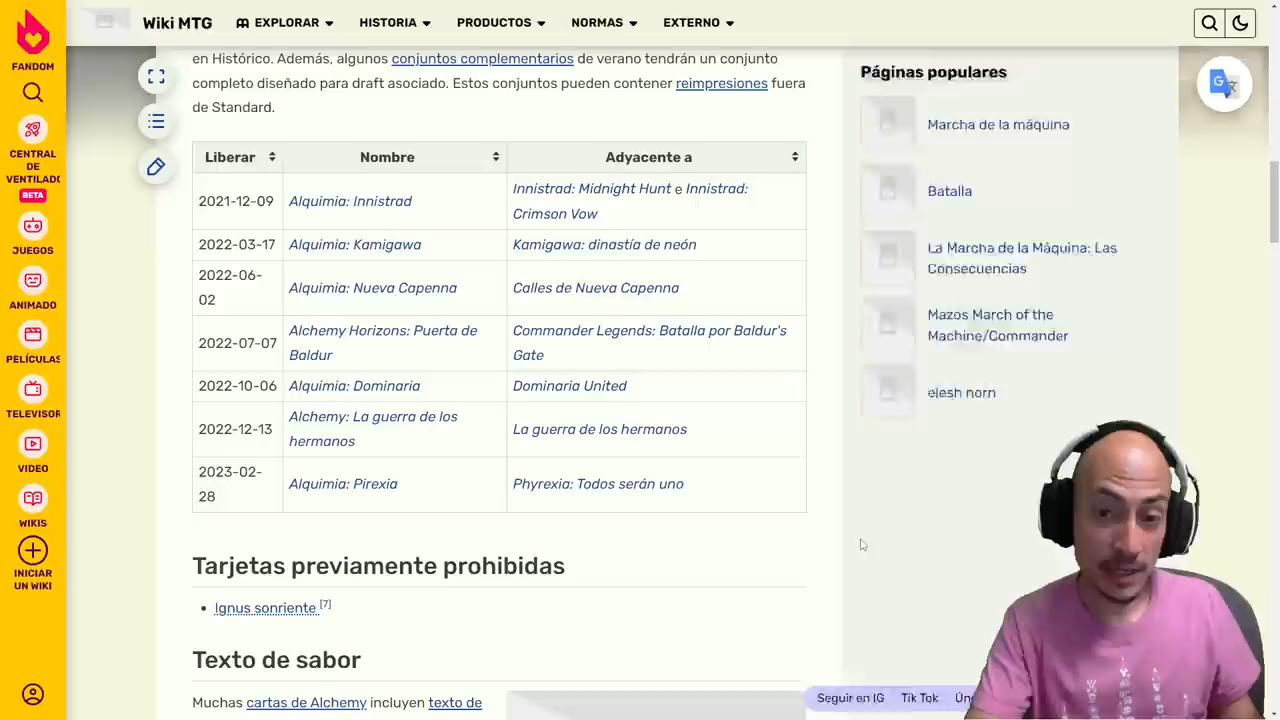 Wiki MTG
EXPLORAR
HISTORIA
PRODUCTOS
NORMAS
EXTERNO
FANDOM
CENTRAL
DE
VENTILADO
BETA
JUEGOS
ANIMADO
PELÍCULAS
TELEVISOR
VIDEO
WIKIS
INICIAR
UN WIKI
en Histórico. Además, algunos conjuntos complementarios de verano tendrán un conjunto
completo diseñado para draft asociado. Estos conjuntos pueden contener reimpresiones fuera
de Standard.
Liberar Nombre Adyacente a
2021-12-09 Alquimia: Innistrad Innistrad: Midnight Hunt e Innistrad:
Crimson Vow
2022-03-17 Alquimia: Kamigawa Kamigawa: dinastía de neón
2022-06-
02 Alquimia: Nueva Capenna Calles de Nueva Capenna
2022-07-07 Alchemy Horizons: Puerta de
Baldur Commander Legends: Batalla por Baldur's
Gate
2022-10-06 Alquimia: Dominaria Dominaria United
2022-12-13 Alchemy: La guerra de los
hermanos La guerra de los hermanos
2023-02-
28 Alquimia: Pirexia Phyrexia: Todos serán uno
Tarjetas previamente prohibidas
• Ignus sonriente [7]
Texto de sabor
Muchas cartas de Alchemy incluyen texto de
Páginas populares
Marcha de la máquina
Batalla
La Marcha de la Máquina: Las
Consecuencias
Mazos March of the
Machine/Commander
elesh norn
G
Seguir en IG Tik Tok